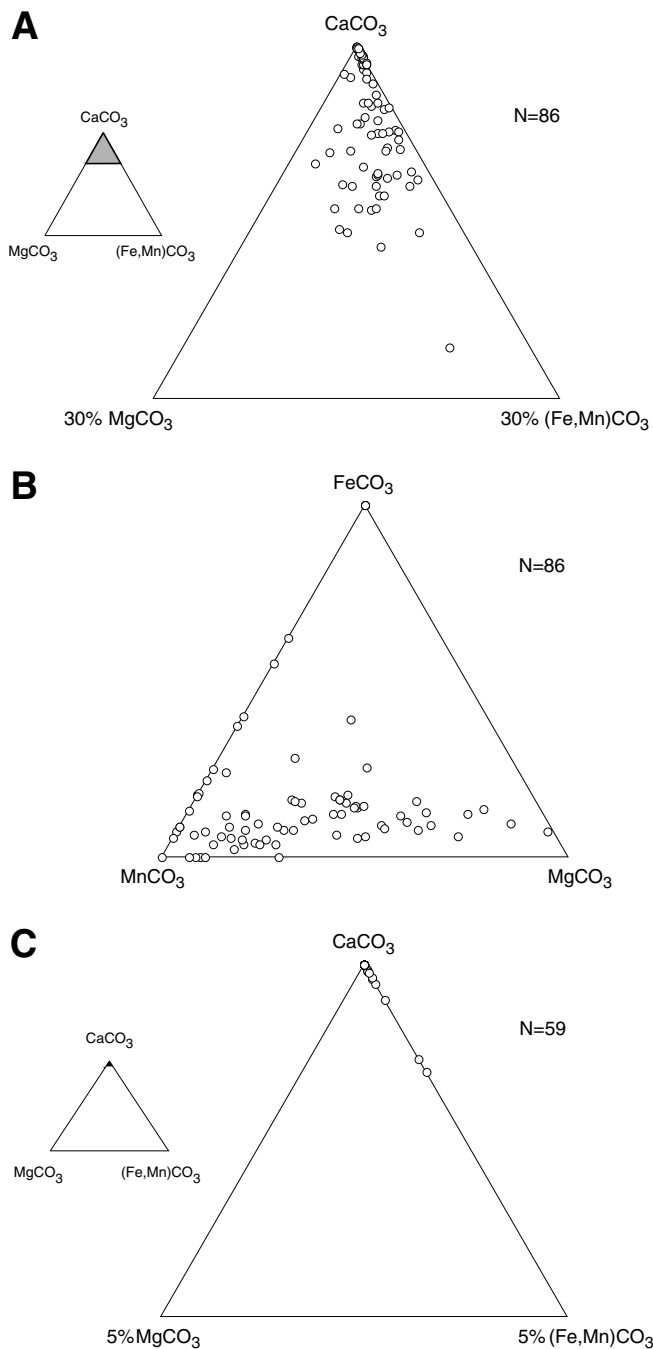 A
CaCO₃
N=86
CaCO₃
MgCO₃ (Fe,Mn)CO₃
30% MgCO₃ 30% (Fe,Mn)CO₃
B
FeCO₃
N=86
MnCO₃ MgCO₃
C
CaCO₃
N=59
CaCO₃
MgCO₃ (Fe,Mn)CO₃
5%MgCO₃ 5%(Fe,Mn)CO₃